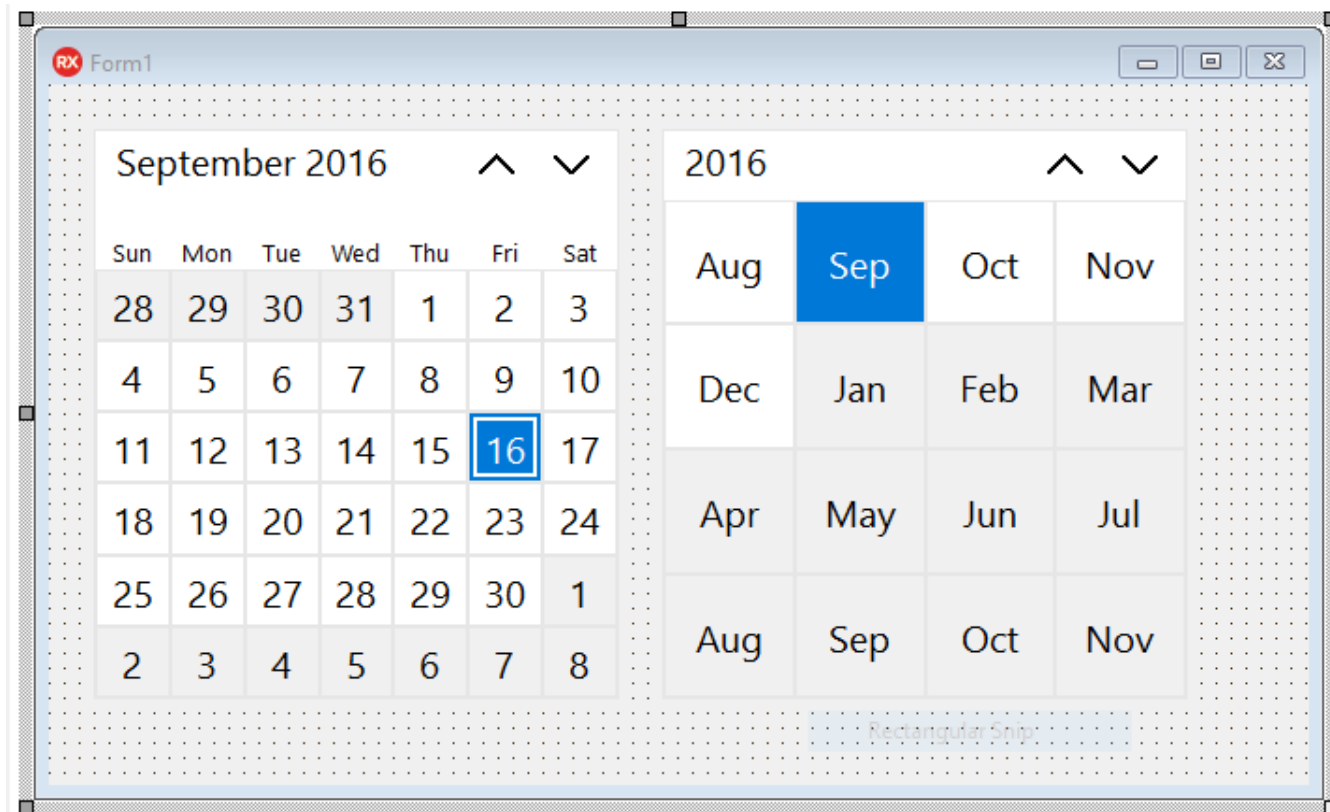 RX Form1
September 2016
Sun Mon Tue Wed Thu Fri Sat
28 29 30 31 1 2 3
4 5 6 7 8 9 10
11 12 13 14 15 16 17
18 19 20 21 22 23 24
25 26 27 28 29 30 1
2 3 4 5 6 7 8
2016
Aug Sep Oct Nov
Dec Jan Feb Mar
Apr May Jun Jul
Aug Sep Oct Nov
Rectangular Snip